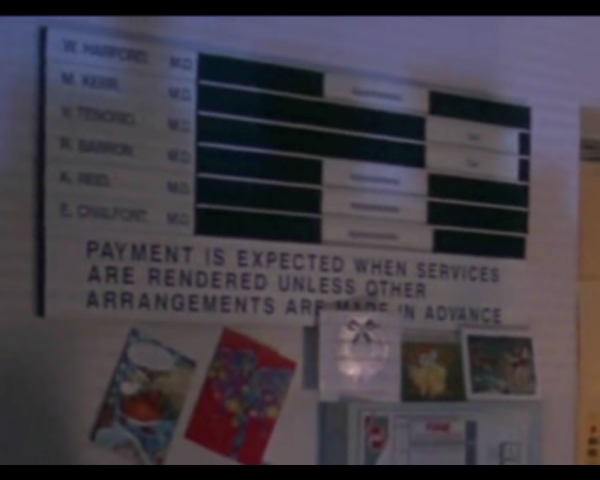 W. HARFORD, M.D.
M. KERR, M.D.
V. TENORIO, M.D.
R. BARRON, M.D.
K. REID, M.D.
E. CHALFONT, M.D.
PAYMENT IS EXPECTED WHEN SERVICES
ARE RENDERED UNLESS OTHER
ARRANGEMENTS ARE MADE IN ADVANCE
FIRE